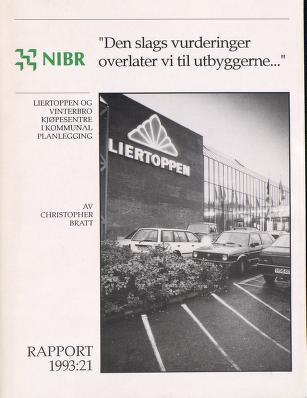 NIBR
"Den slags vurderinger
overlater vi til utbyggerne..."
LIERTOPPEN OG
VINTERBRO
KJØPESENTRE
I KOMMUNAL
PLANLEGGING
AV
CHRISTOPHER
BRATT
LIERTOPPEN
RAPPORT
1993:21